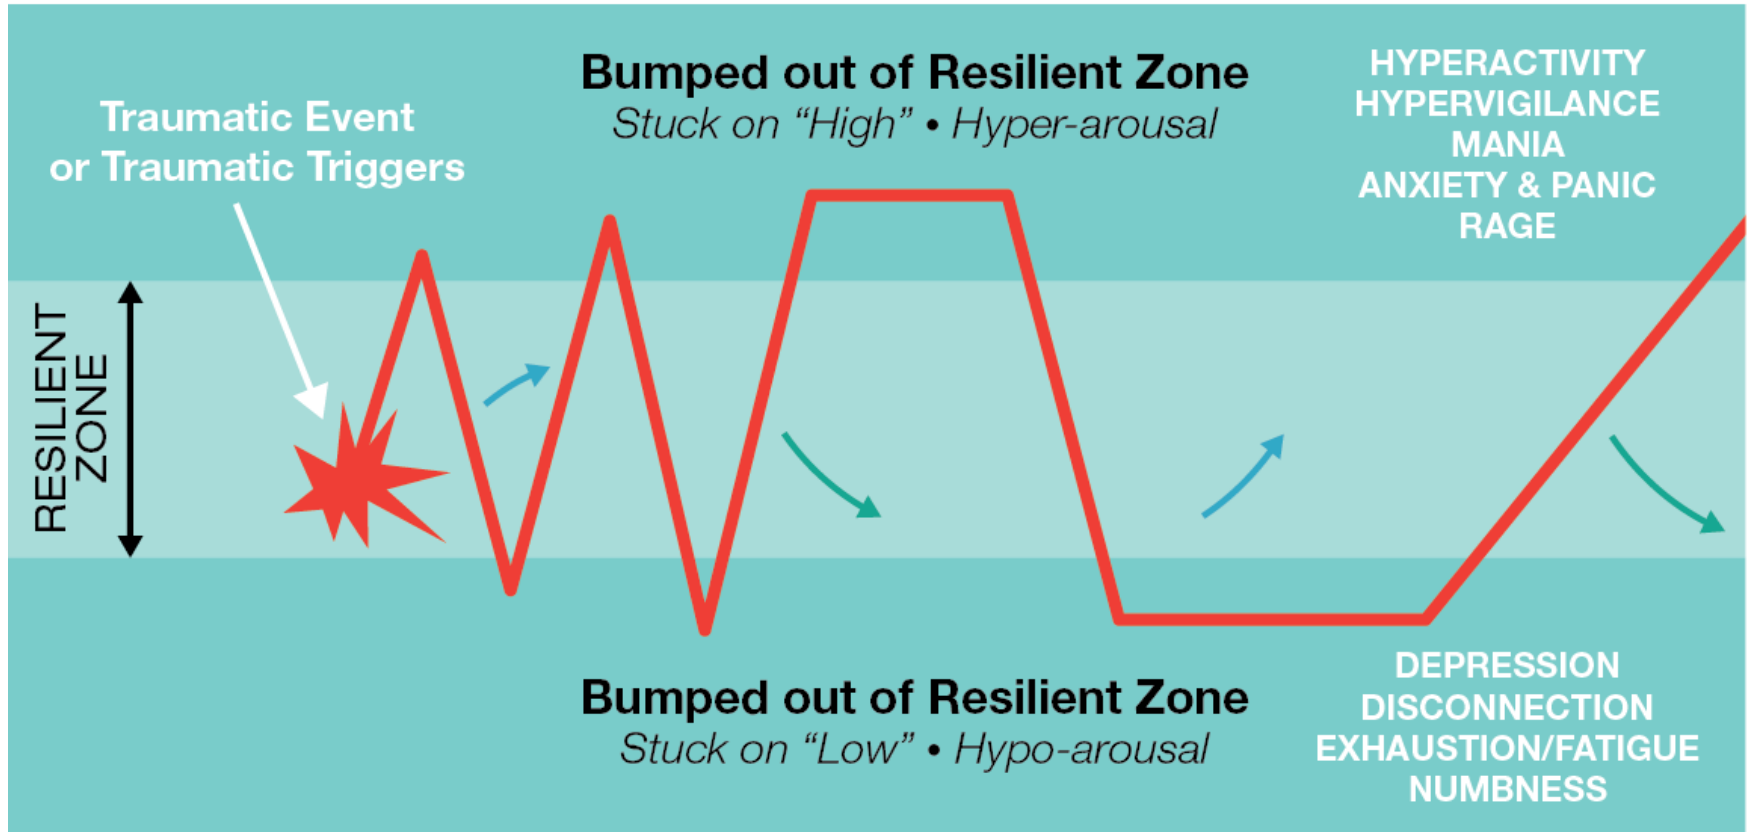 Bumped out of Resilient Zone
Stuck on “High” • Hyper-arousal
HYPERACTIVITY
HYPERVIGILANCE
MANIA
ANXIETY & PANIC
RAGE
Traumatic Event
or Traumatic Triggers
RESILIENT
ZONE
Bumped out of Resilient Zone
Stuck on “Low” • Hypo-arousal
DEPRESSION
DISCONNECTION
EXHAUSTION/FATIGUE
NUMBNESS